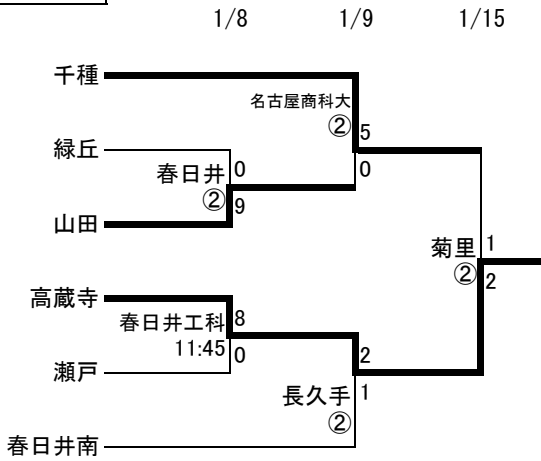 1/8 1/9 1/15
千種
名古屋商科大
② 5
緑丘
0 0
春日井
② 9
山田
菊里 1
② 2
高蔵寺
春日井工科 8
11:45 0
2
瀬戸
長久手 1
②
春日井南